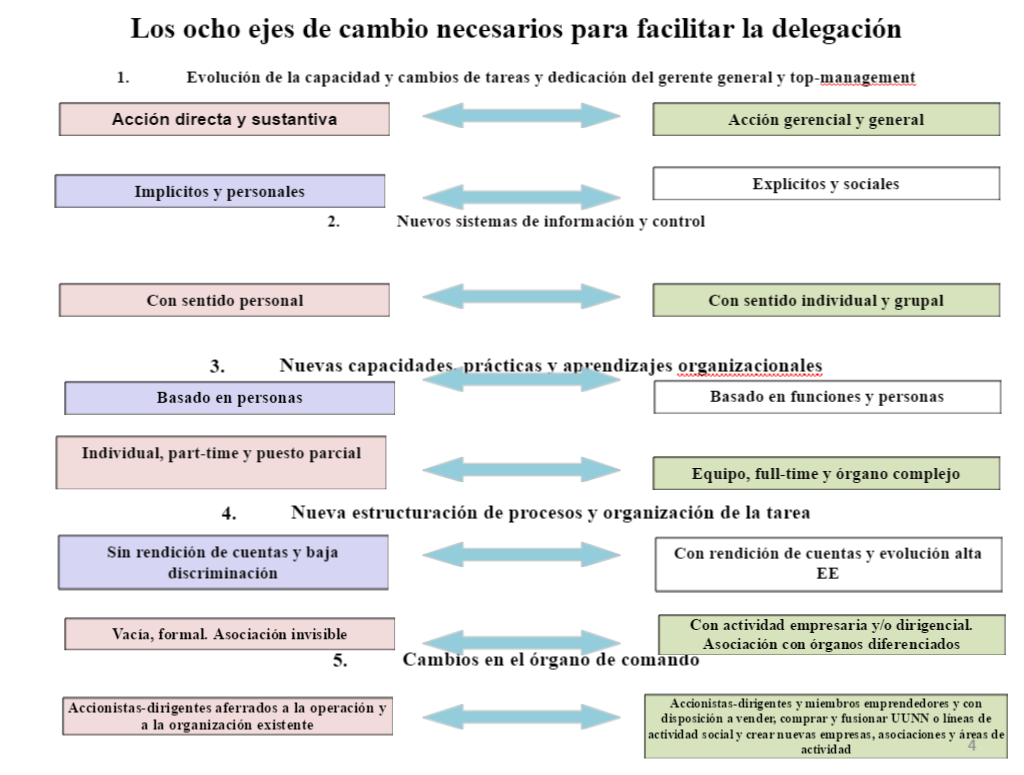 Los ocho ejes de cambio necesarios para facilitar la delegación
1. Evolución de la capacidad y cambios de tareas y dedicación del gerente general y top-management
Acción directa y sustantiva
Acción gerencial y general
Implícitos y personales
Explícitos y sociales
2. Nuevos sistemas de información y control
Con sentido personal
Con sentido individual y grupal
3. Nuevas capacidades, prácticas y aprendizajes organizacionales
Basado en personas
Basado en funciones y personas
Individual, part-time y puesto parcial
Equipo, full-time y órgano complejo
4. Nueva estructuración de procesos y organización de la tarea
Sin rendición de cuentas y baja
discriminación
Con rendición de cuentas y evolución alta
EE
Vacía, formal. Asociación invisible
Con actividad empresaria y/o dirigencial.
Asociación con órganos diferenciados
5. Cambios en el órgano de comando
Accionistas-dirigentes aferrados a la operación y
a la organización existente
Accionistas-dirigentes y miembros emprendedores y con
disposición a vender, comprar y fusionar UUNN o líneas de
actividad social y crear nuevas empresas, asociaciones y áreas de
actividad
4